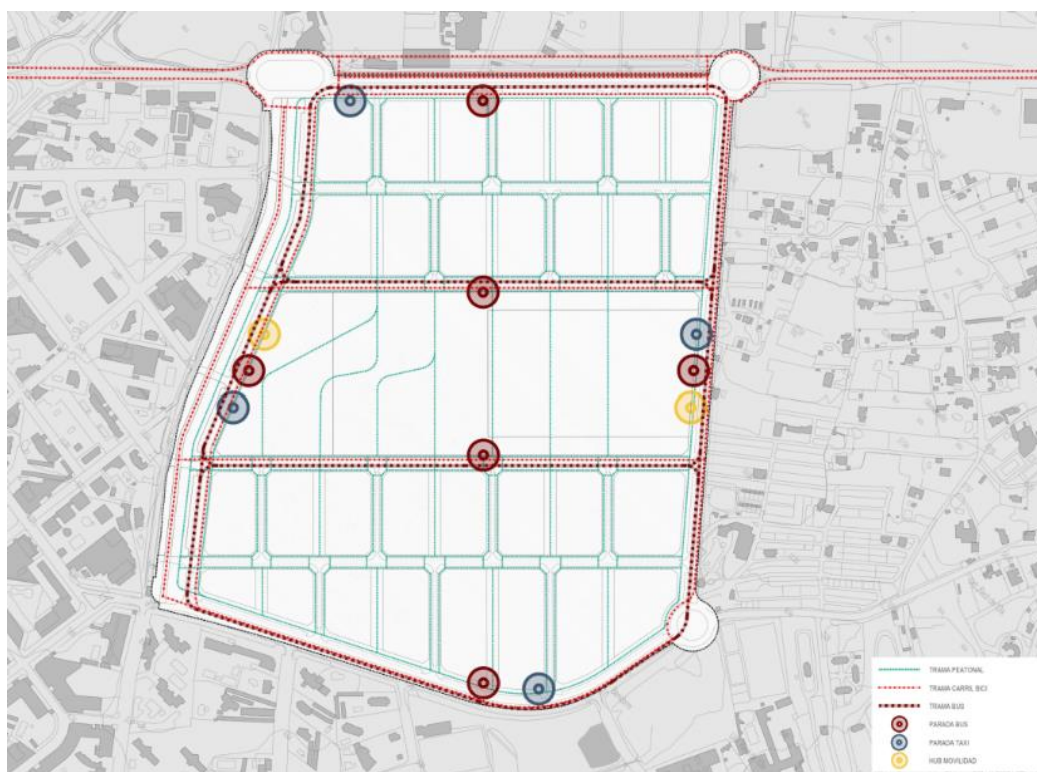 TRAMA PEATONAL
TRAMA CARRIL BICI
TRAMA BUS
PARADA BUS
PARADA TAXI
HUB MOVILIDAD